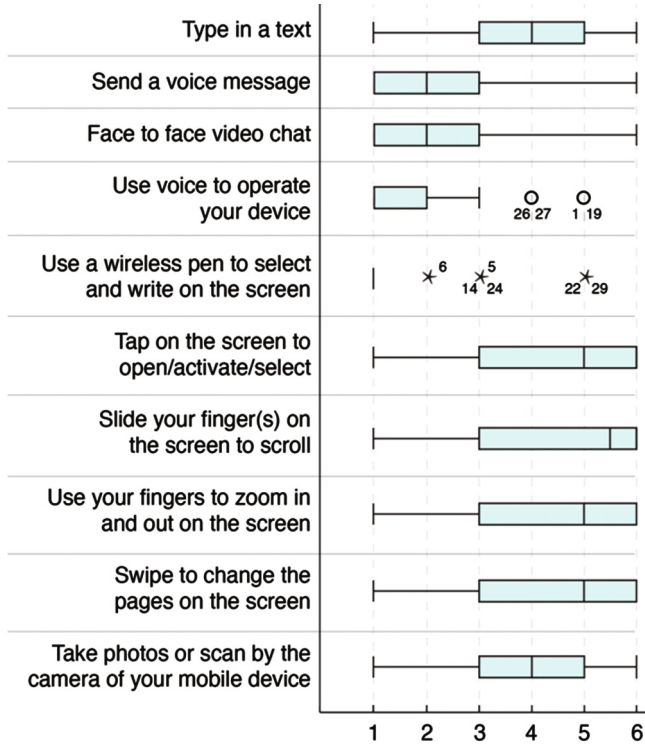 Type in a text
Send a voice message
Face to face video chat
Use voice to operate
your device
26 27
1 19
Use a wireless pen to select
and write on the screen
6
5
14 24
22 29
Tap on the screen to
open/activate/select
Slide your finger(s) on
the screen to scroll
Use your fingers to zoom in
and out on the screen
Swipe to change the
pages on the screen
Take photos or scan by the
camera of your mobile device
1 2 3 4 5 6